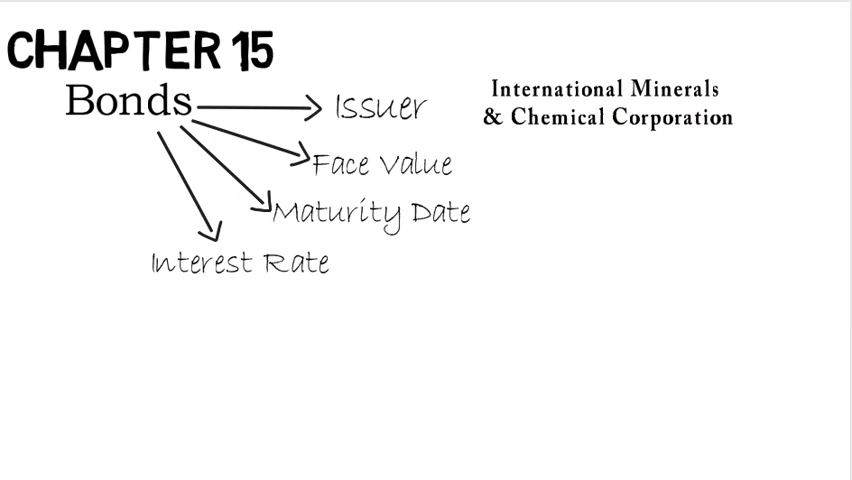 CHAPTER 15
Bonds
Issuer
Face Value
Maturity Date
Interest Rate
International Minerals
& Chemical Corporation